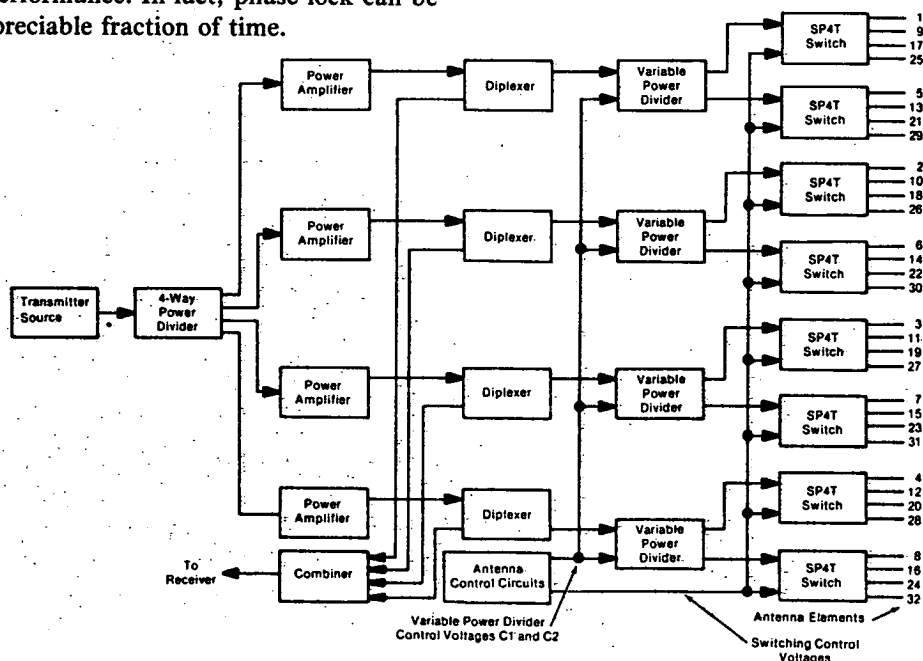 performance. In fact, phase lock can be
preciable fraction of time.
Power
Amplifier
Diplexer
Variable
Power
Divider
SP4T
Switch
1
9
17
25
SP4T
Switch
5
13
21
29
Power
Amplifier
Diplexer
Variable
Power
Divider
SP4T
Switch
2
10
18
26
SP4T
Switch
6
14
22
30
Transmitter
Source
4-Way
Power
Divider
Power
Amplifier
Diplexer
Variable
Power
Divider
SP4T
Switch
3
11
19
27
SP4T
Switch
7
15
23
31
Power
Amplifier
Diplexer
Variable
Power
Divider
SP4T
Switch
4
12
20
28
SP4T
Switch
8
16
24
32
To
Receiver
Combiner
Antenna
Control Circuits
Variable Power Divider
Control Voltages C1 and C2
Antenna Elements
Switching Control
Voltages